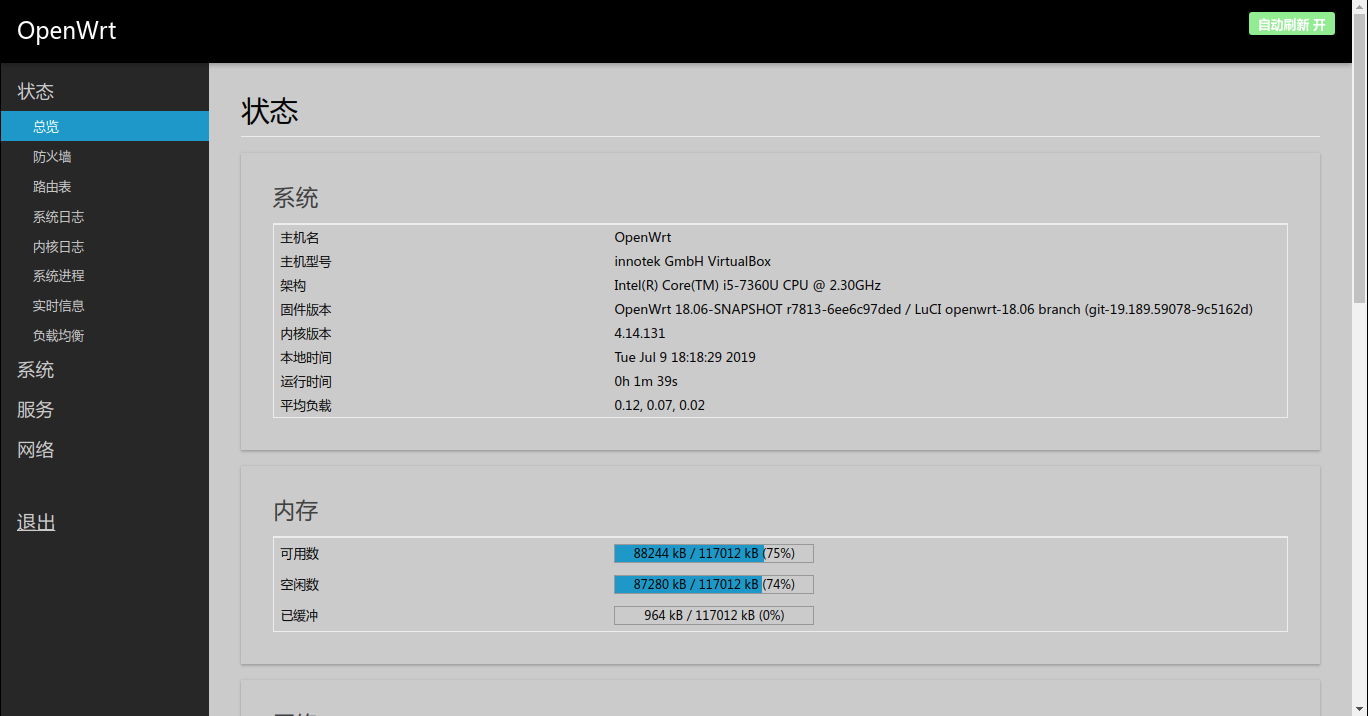 OpenWrt
自动刷新 开
状态
总览
防火墙
路由表
系统日志
内核日志
系统进程
实时信息
负载均衡
系统
服务
网络
退出
状态
系统
主机名 OpenWrt
主机型号 innotek GmbH VirtualBox
架构 Intel(R) Core(TM) i5-7360U CPU @ 2.30GHz
固件版本 OpenWrt 18.06-SNAPSHOT r7813-6ee6c97ded / LuCI openwrt-18.06 branch (git-19.189.59078-9c5162d)
内核版本 4.14.131
本地时间 Tue Jul 9 18:18:29 2019
运行时间 0h 1m 39s
平均负载 0.12, 0.07, 0.02
内存
可用数 88244 kB / 117012 kB (75%)
空闲数 87280 kB / 117012 kB (74%)
已缓冲 964 kB / 117012 kB (0%)